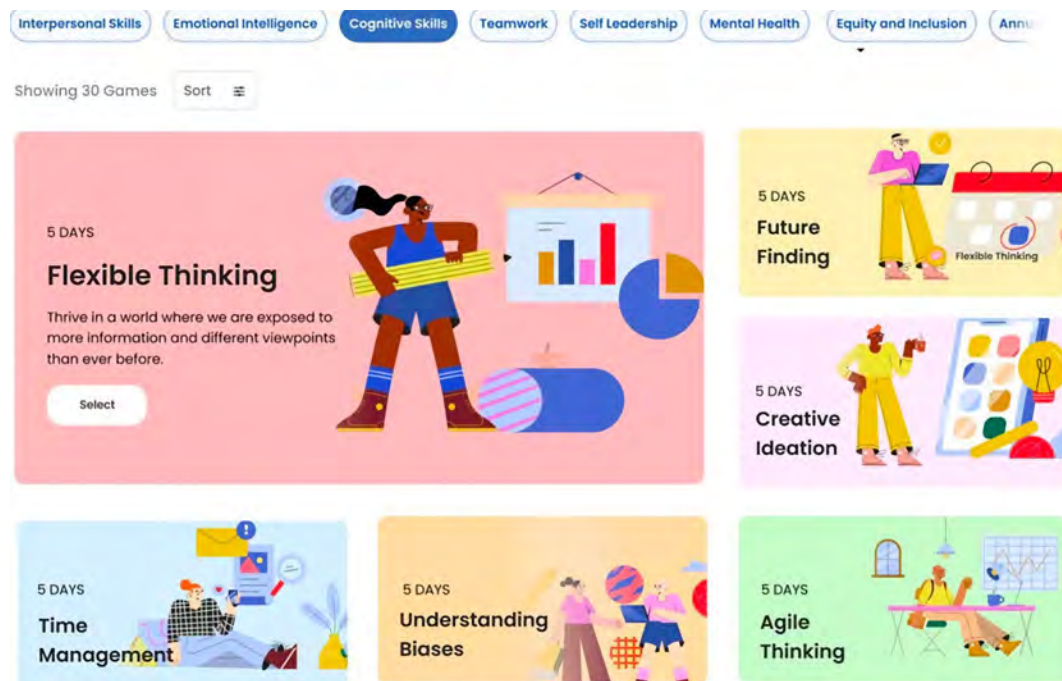 Interpersonal Skills
Emotional Intelligence
Cognitive Skills
Teamwork
Self Leadership
Mental Health
Equity and Inclusion
Showing 30 Games
Sort
5 DAYS
Flexible Thinking
Thrive in a world where we are exposed to
more information and different viewpoints
than ever before.
Select
5 DAYS
Future
Finding
Flexible Thinking
5 DAYS
Creative
Ideation
5 DAYS
Time
Management
5 DAYS
Understanding
Biases
5 DAYS
Agile
Thinking